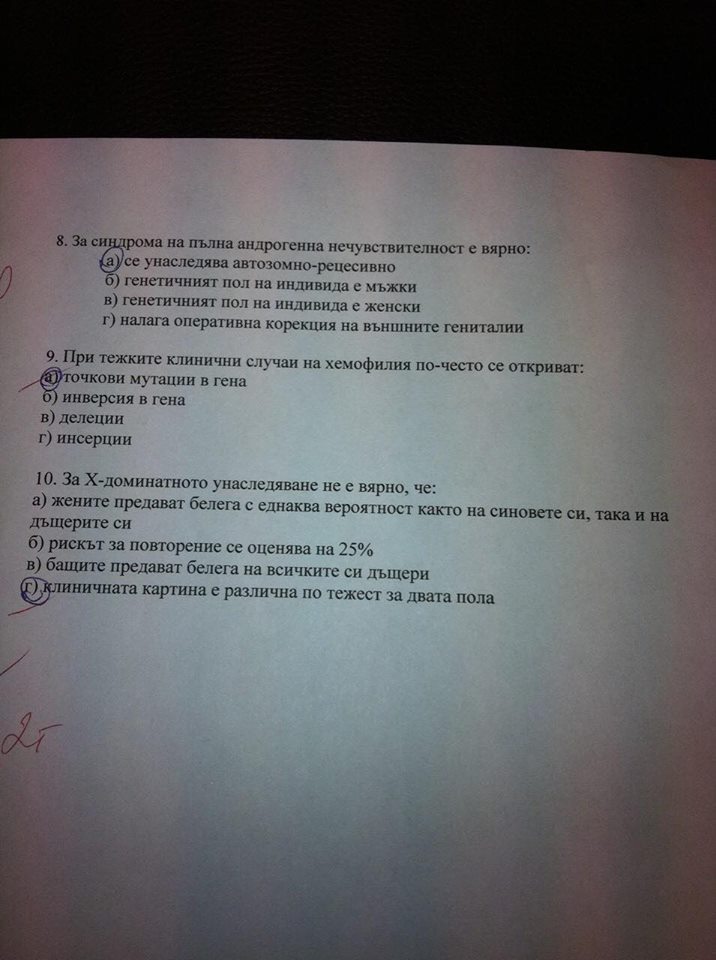 8. За синдрома на пълна андрогенна нечувствителност е вярно:
а) се унаследява автозомно-рецесивно
б) генетичният пол на индивида е мъжки
в) генетичният пол на индивида е женски
г) налага оперативна корекция на външните гениталии
9. При тежките клинични случаи на хемофилия по-често се откриват:
а) точкови мутации в гена
б) инверсия в гена
в) делеции
г) инсерции
10. За Х-доминатното унаследяване не е вярно, че:
а) жените предават белега с еднаква вероятност както на синовете си, така и на
дъщерите си
б) рискът за повторение се оценява на 25%
в) бащите предават белега на всичките си дъщери
г) клиничната картина е различна по тежест за двата пола
2т